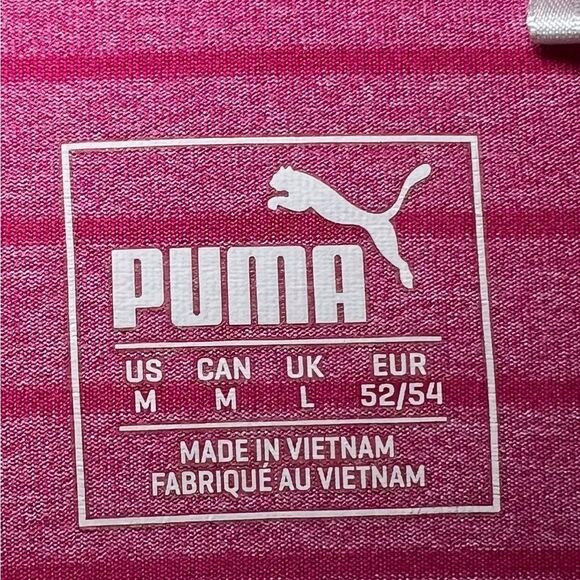 PUMA
US CAN UK EUR
M M L 52/54
MADE IN VIETNAM
FABRIQUÉ AU VIETNAM